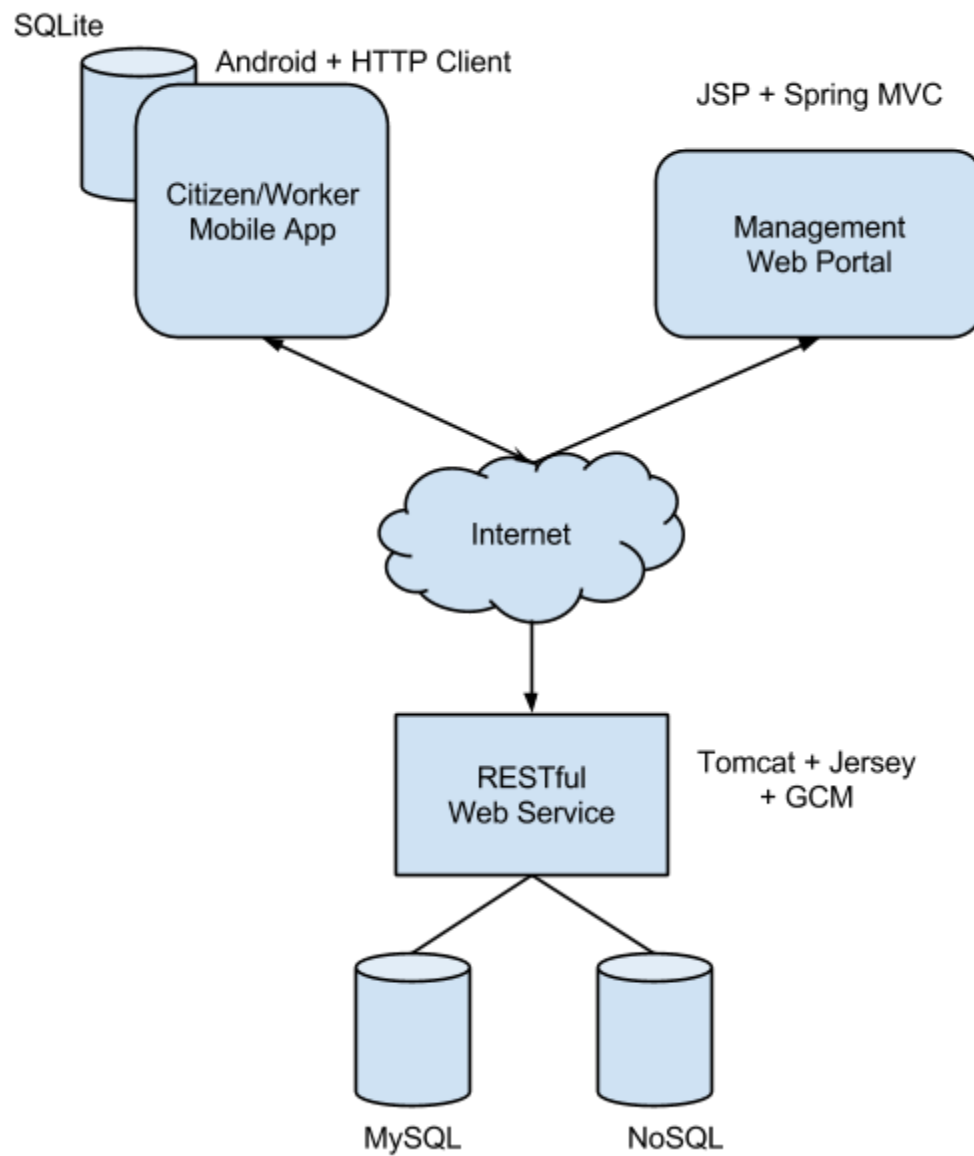 SQLite
Android + HTTP Client
JSP + Spring MVC
Citizen/Worker
Mobile App
Management
Web Portal
Internet
RESTful
Web Service
Tomcat + Jersey
+ GCM
MySQL
NoSQL